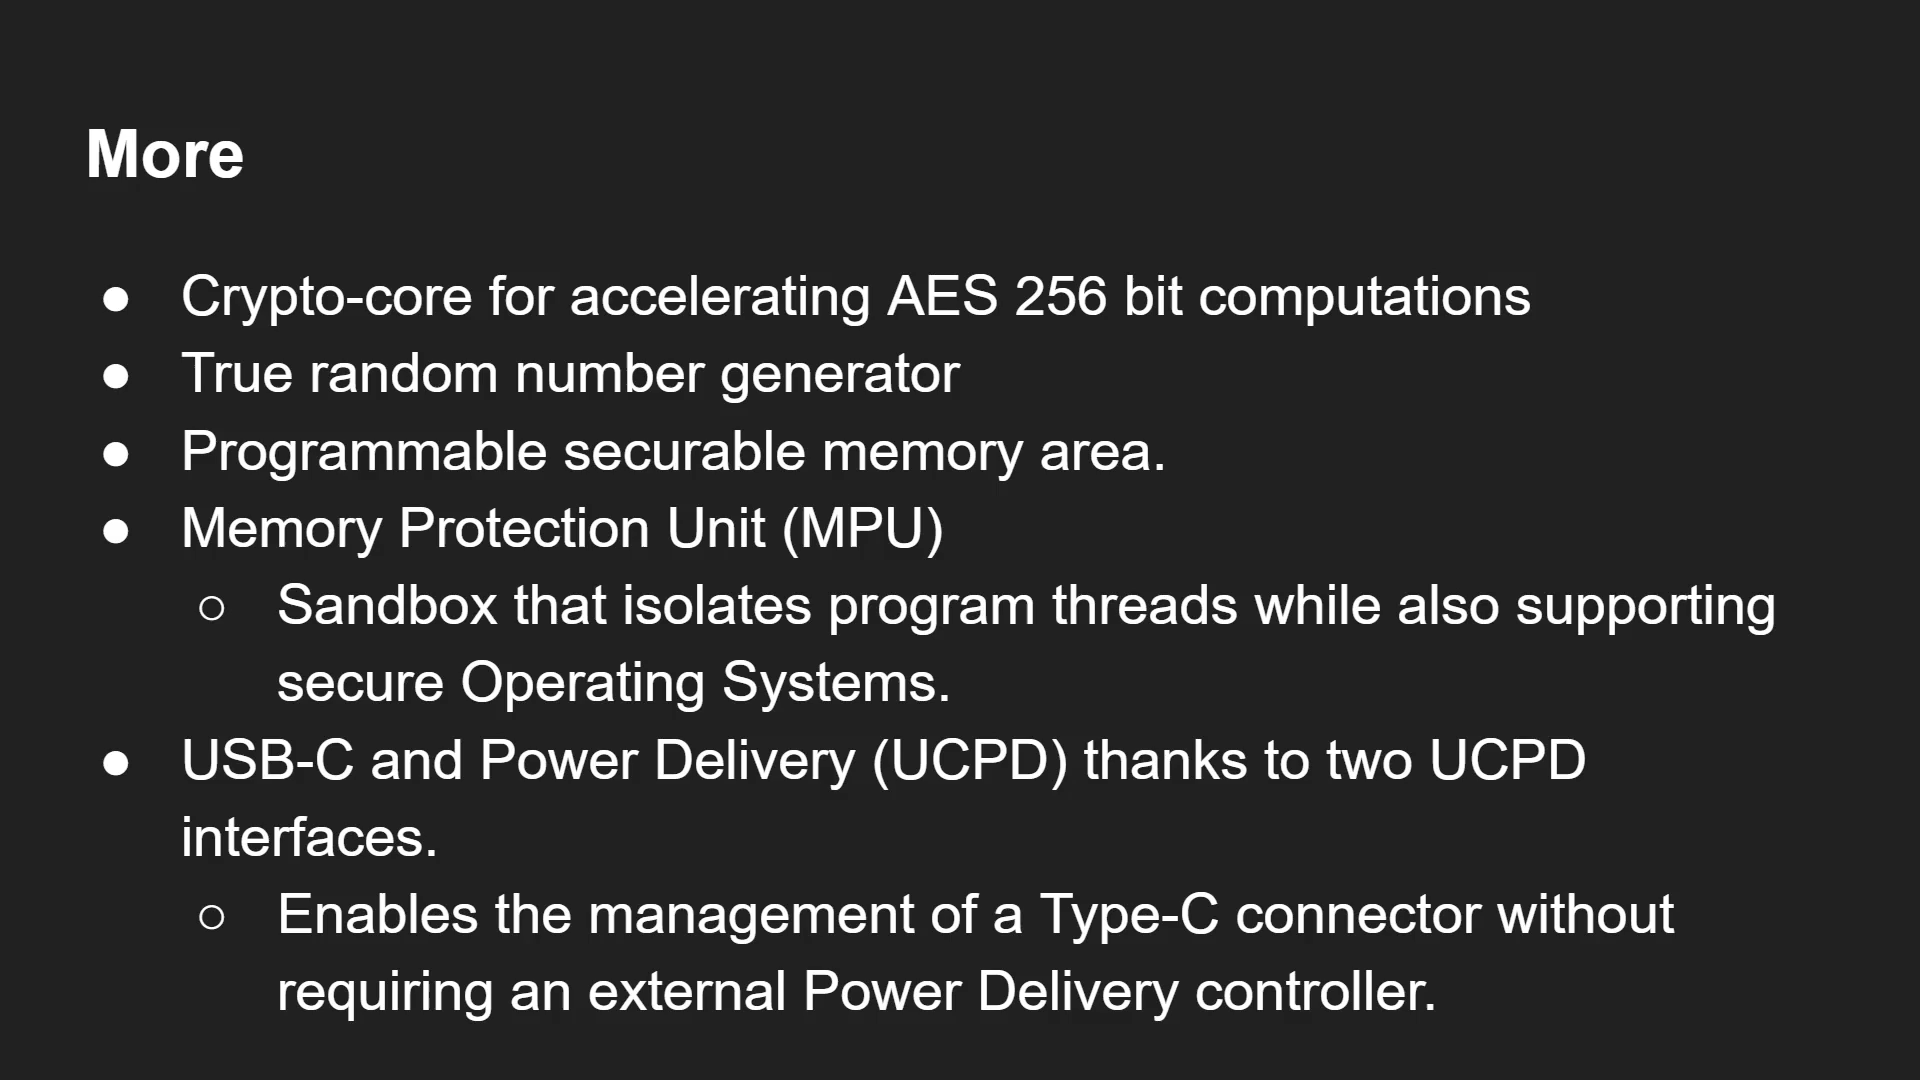 More
● Crypto-core for accelerating AES 256 bit computations
● True random number generator
● Programmable securable memory area.
● Memory Protection Unit (MPU)
○ Sandbox that isolates program threads while also supporting
secure Operating Systems.
● USB-C and Power Delivery (UCPD) thanks to two UCPD
interfaces.
○ Enables the management of a Type-C connector without
requiring an external Power Delivery controller.